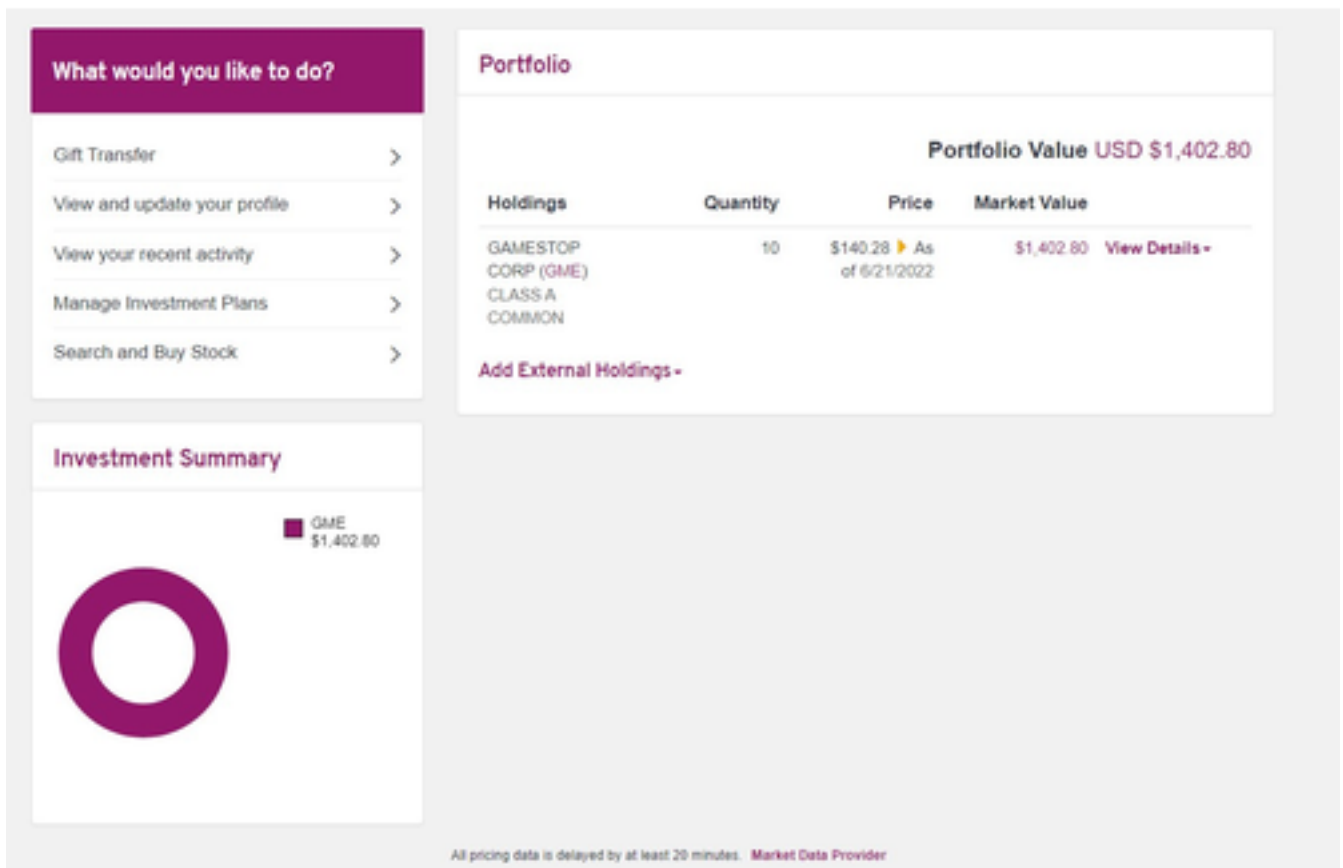 What would you like to do?
Gift Transfer
View and update your profile
View your recent activity
Manage Investment Plans
Search and Buy Stock
Investment Summary
GME
$1,402.80
Portfolio
Portfolio Value USD $1,402.80
Holdings Quantity Price Market Value
GAMESTOP 10 $140.28 As $1,402.80 View Details
CORP (GME) of 6/21/2022
CLASS A
COMMON
Add External Holdings
All pricing data is delayed by at least 20 minutes. Market Data Provider